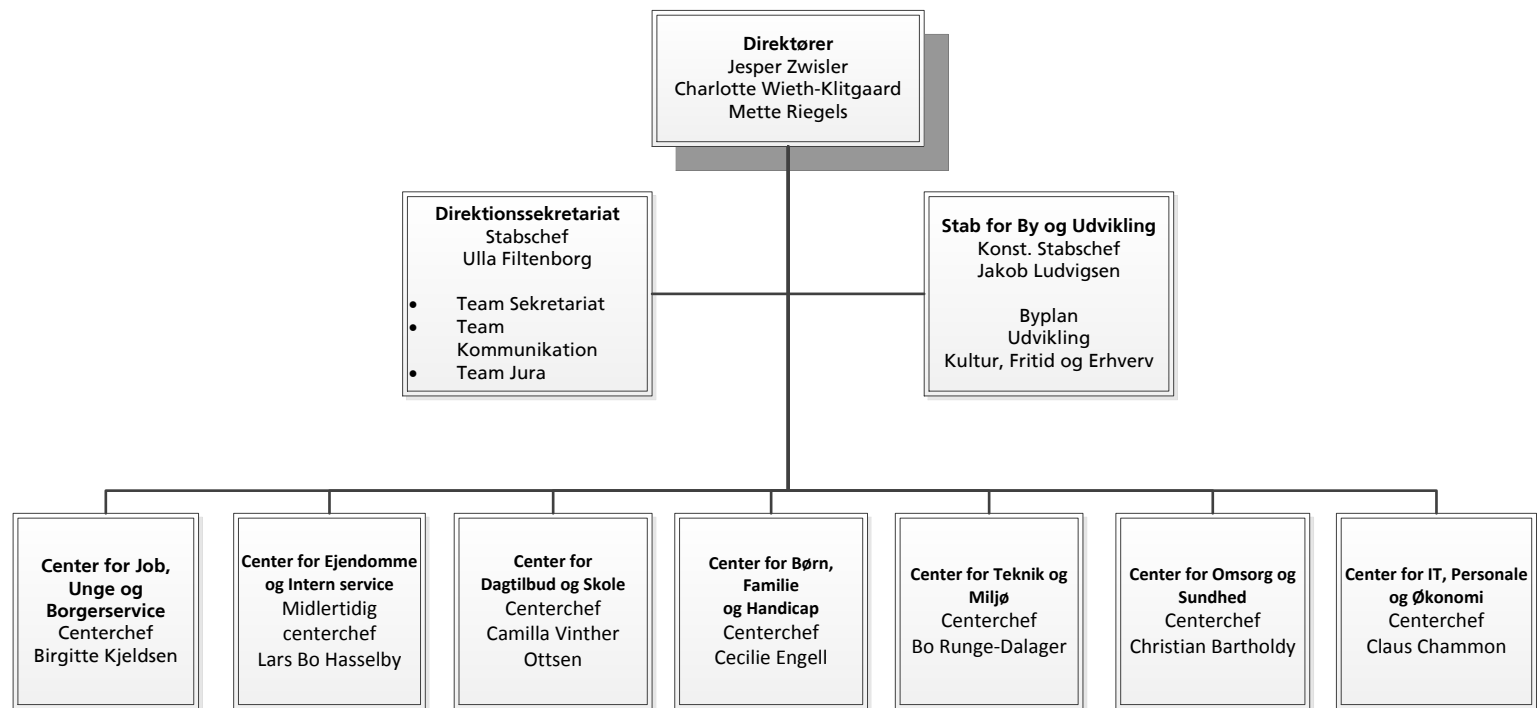 Direktører
Jesper Zwisler
Charlotte Wieth-Klitgaard
Mette Riegels
Direktionssekretariat
Stabschef
Ulla Filtenborg
• Team Sekretariat
• Team
Kommunikation
• Team Jura
Stab for By og Udvikling
Konst. Stabschef
Jakob Ludvigsen
Byplan
Udvikling
Kultur, Fritid og Erhverv
Center for Job,
Unge og
Borgerservice
Centerchef
Birgitte Kjeldsen
Center for Ejendomme
og Intern service
Midlertidig
centerchef
Lars Bo Hasselby
Center for
Dagtilbud og Skole
Centerchef
Camilla Vinther
Ottsen
Center for Børn,
Familie
og Handicap
Centerchef
Cecilie Engell
Center for Teknik og
Miljø
Centerchef
Bo Runge-Dalager
Center for Omsorg og
Sundhed
Centerchef
Christian Bartholdy
Center for IT, Personale
og Økonomi
Centerchef
Claus Chammon